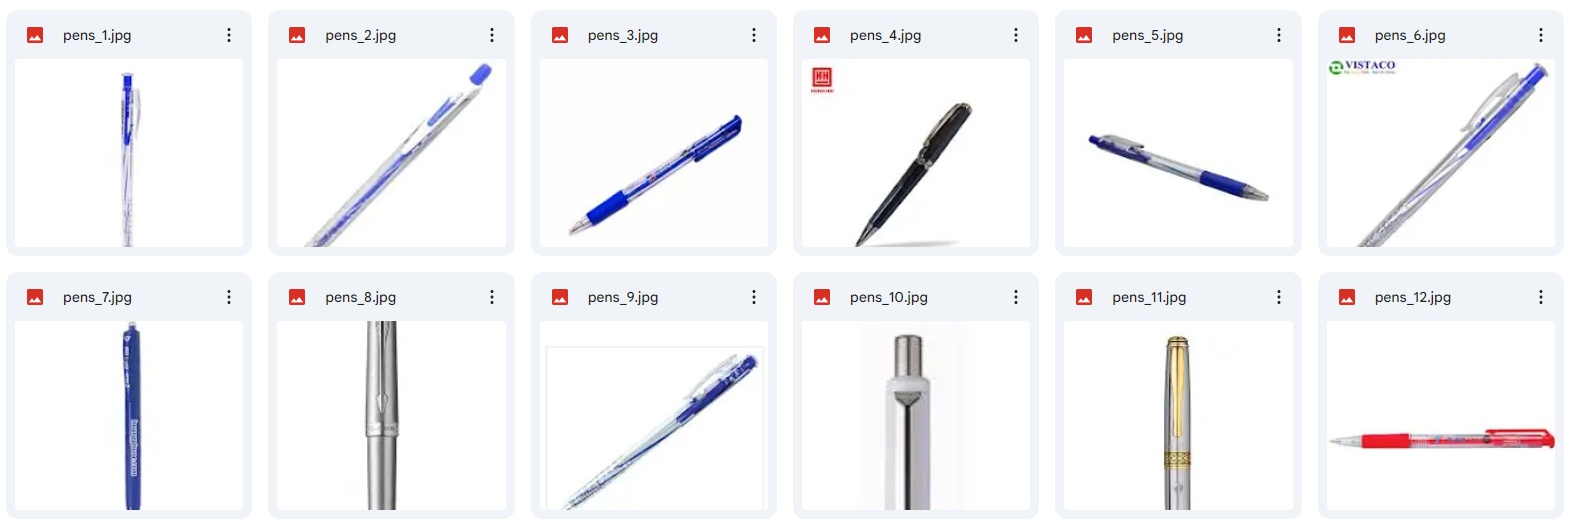 pens_1.jpg
pens_2.jpg
pens_3.jpg
pens_4.jpg
pens_5.jpg
pens_6.jpg
VISTACO
pens_7.jpg
pens_8.jpg
pens_9.jpg
pens_10.jpg
pens_11.jpg
pens_12.jpg